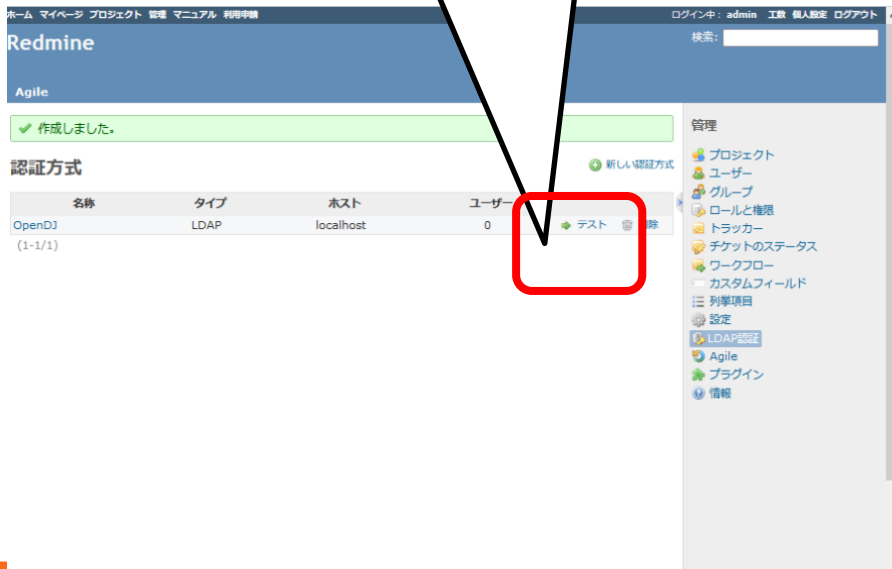 ホーム マイページ プロジェクト 管理 マニュアル 利用申請
ログイン中: admin 工数 個人設定 ログアウト
Redmine
検索:
Agile
作成しました。
認証方式
新しい認証方式
名称 タイプ ホスト ユーザー
OpenDJ LDAP localhost 0 テスト 削除
(1-1/1)
管理
プロジェクト
ユーザー
グループ
ロールと権限
トラッカー
チケットのステータス
ワークフロー
カスタムフィールド
列挙項目
設定
LDAP認証
Agile
プラグイン
情報